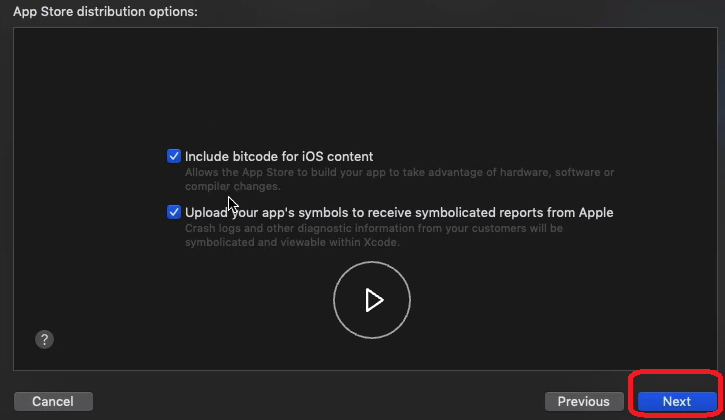 App Store distribution options:
Include bitcode for iOS content
Allows the App Store to build your app to take advantage of hardware, software or
compiler changes.
Upload your app's symbols to receive symbolicated reports from Apple
Crash logs and other diagnostic information from your customers will be
symbolicated and viewable within Xcode.
?
Cancel
Previous
Next